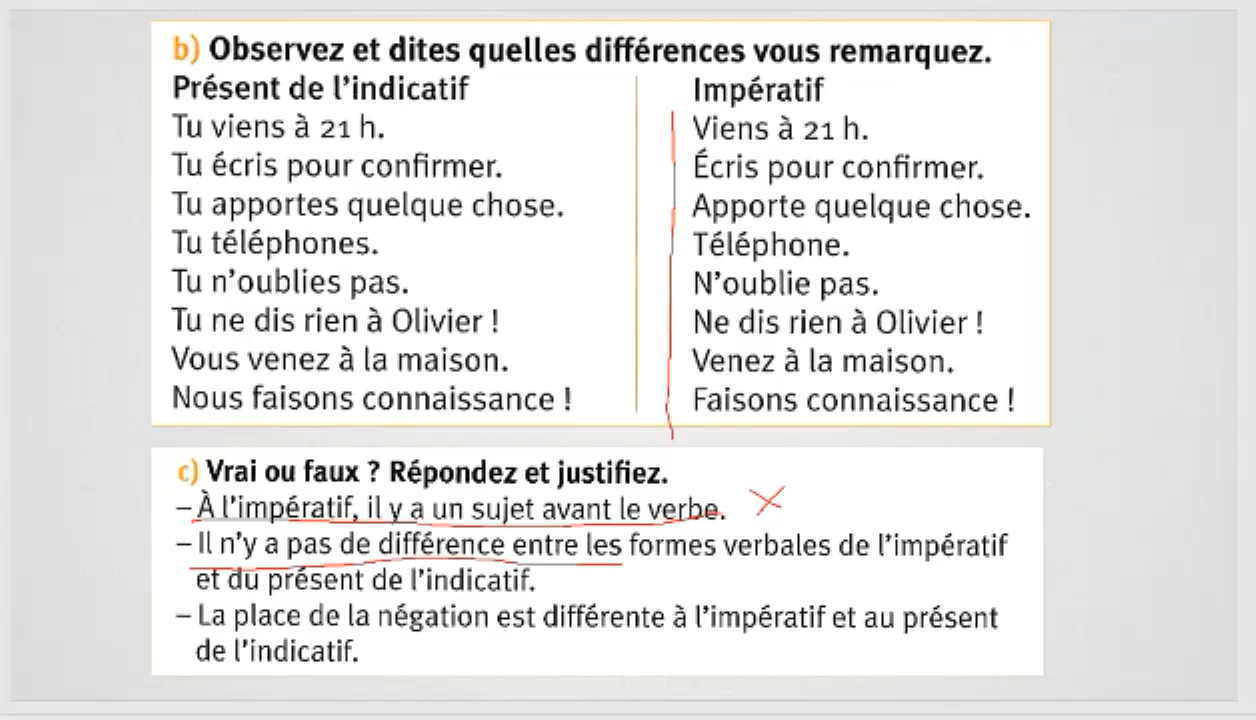 b) Observez et dites quelles différences vous remarquez.
Présent de l'indicatif
Tu viens à 21 h.
Tu écris pour confirmer.
Tu apportes quelque chose.
Tu téléphones.
Tu n'oublies pas.
Tu ne dis rien à Olivier !
Vous venez à la maison.
Nous faisons connaissance !
Impératif
Viens à 21 h.
Écris pour confirmer.
Apporte quelque chose.
Téléphone.
N'oublie pas.
Ne dis rien à Olivier !
Venez à la maison.
Faisons connaissance !
c) Vrai ou faux ? Répondez et justifiez.
– À l'impératif, il y a un sujet avant le verbe.
– Il n'y a pas de différence entre les formes verbales de l'impératif
et du présent de l'indicatif.
– La place de la négation est différente à l'impératif et au présent
de l'indicatif.